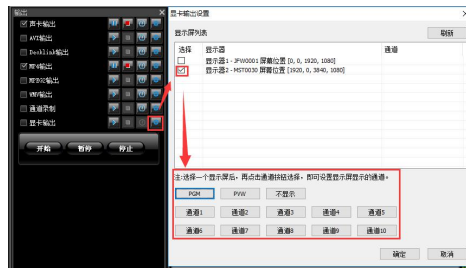 输出
声卡输出
AVI输出
Decklink输出
MP4输出
MPEG2输出
WMV输出
通道录制
显卡输出
开始 暂停 停止
显卡输出设置
显示屏列表
刷新
选择 显示器 通道
显示器1 - JFW0001 屏幕位置 [0, 0, 1920, 1080]
显示器2 - MST0030 屏幕位置 [1920, 0, 3840, 1080]
注:选择一个显示屏后，再点击通道按钮选择，即可设置显示屏显示的通道。
PGM PVW 不显示
通道1 通道2 通道3 通道4 通道5
通道6 通道7 通道8 通道9 通道10
确定 取消